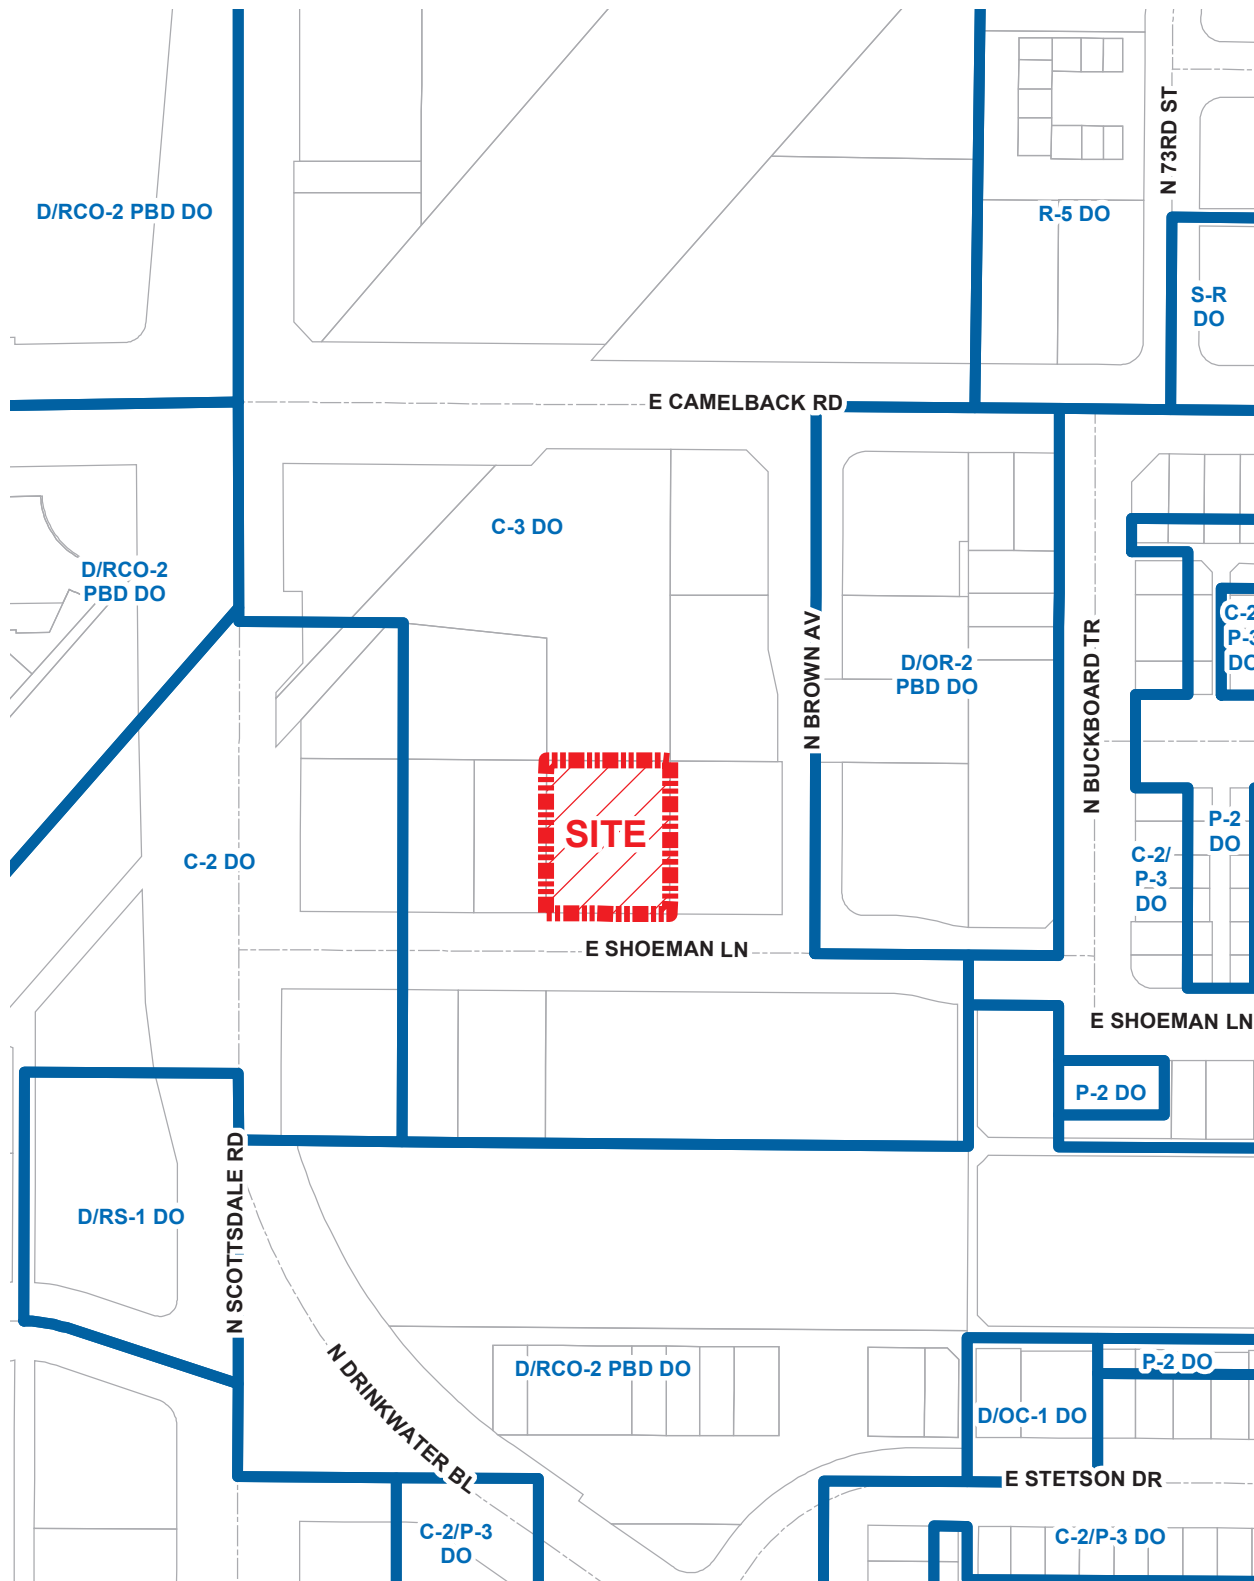 N 73RD ST
D/RCO-2 PBD DO
R-5 DO
S-R
DO
E CAMELBACK RD
C-3 DO
D/RCO-2
PBD DO
N BROWN AV
D/OR-2
PBD DO
N BUCKBOARD TR
C-2
P-3
DO
SITE
C-2 DO
P-2
DO
C-2/
P-3
DO
E SHOEMAN LN
E SHOEMAN LN
P-2 DO
D/RS-1 DO
N SCOTTSDALE RD
N DRINKWATER BL
D/RCO-2 PBD DO
P-2 DO
D/OC-1 DO
E STETSON DR
C-2/P-3
DO
C-2/P-3 DO